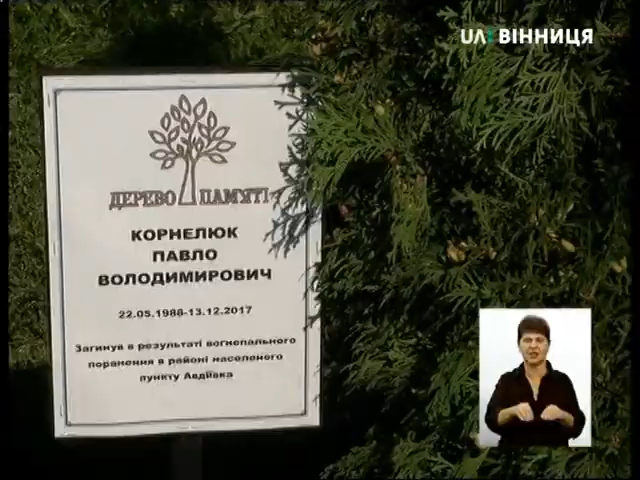 UA: ВІННИЦЯ
ДЕРЕВО ПАМ'ЯТІ
КОРНЕЛЮК
ПАВЛО
ВОЛОДИМИРОВИЧ
22.05.1988-13.12.2017
Загинув в результаті вогнепального
поранення в районі населеного
пункту Авдіївка